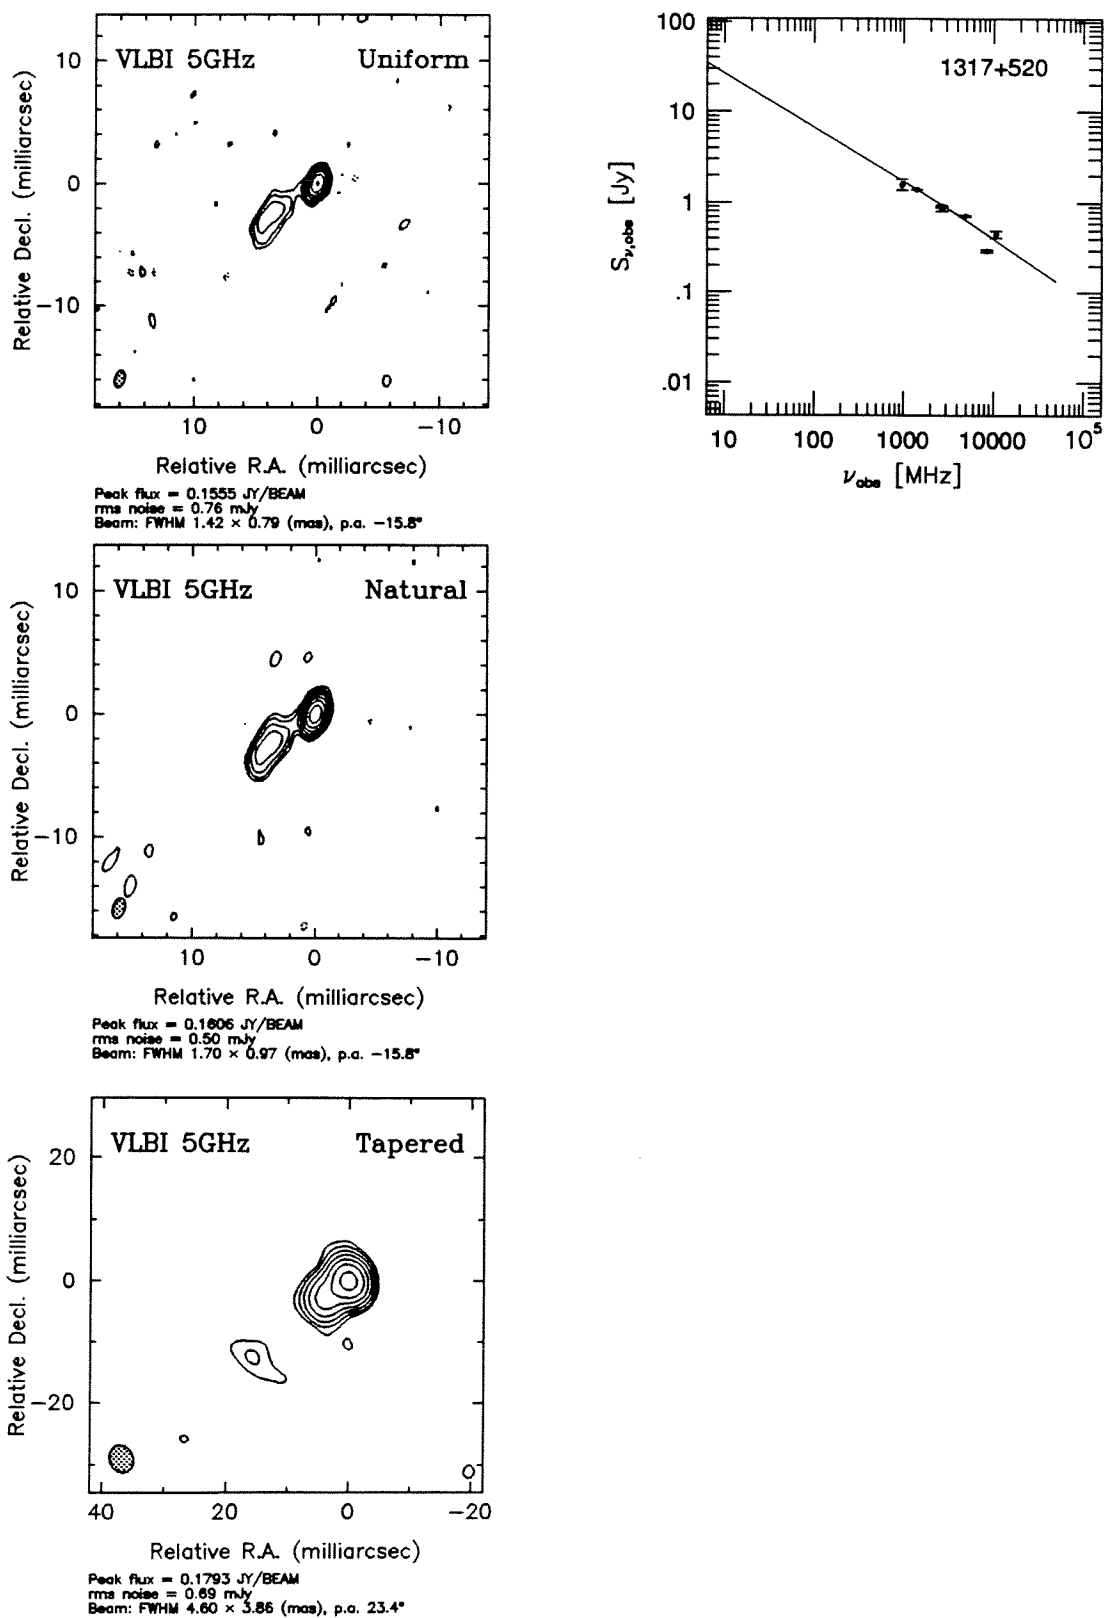 VLBI 5GHz Uniform
10
0
−10
Relative Decl. (milliarcsec)
10 0 −10
Relative R.A. (milliarcsec)
Peak flux = 0.1555 JY/BEAM
rms noise = 0.76 mJy
Beam: FWHM 1.42 × 0.79 (mas), p.a. −15.8°
100
10
1
.1
.01
S_ν,obs [Jy]
1317+520
10 100 1000 10000 10^5
ν_obs [MHz]
VLBI 5GHz Natural
10
0
−10
Relative Decl. (milliarcsec)
10 0 −10
Relative R.A. (milliarcsec)
Peak flux = 0.1606 JY/BEAM
rms noise = 0.50 mJy
Beam: FWHM 1.70 × 0.97 (mas), p.a. −15.8°
VLBI 5GHz Tapered
20
0
−20
Relative Decl. (milliarcsec)
40 20 0 −20
Relative R.A. (milliarcsec)
Peak flux = 0.1793 JY/BEAM
rms noise = 0.69 mJy
Beam: FWHM 4.60 × 3.86 (mas), p.a. 23.4°